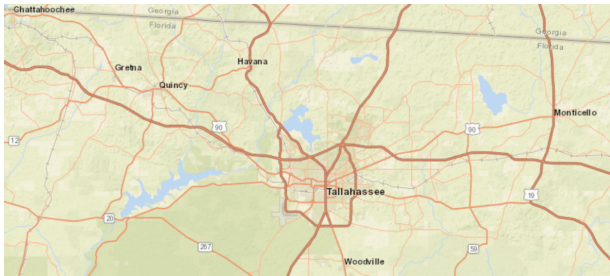 Chattahoochee
Georgia
Florida
Georgia
Florida
Havana
Gretna
Quincy
Monticello
90
90
12
Tallahassee
19
20
267
59
Woodville